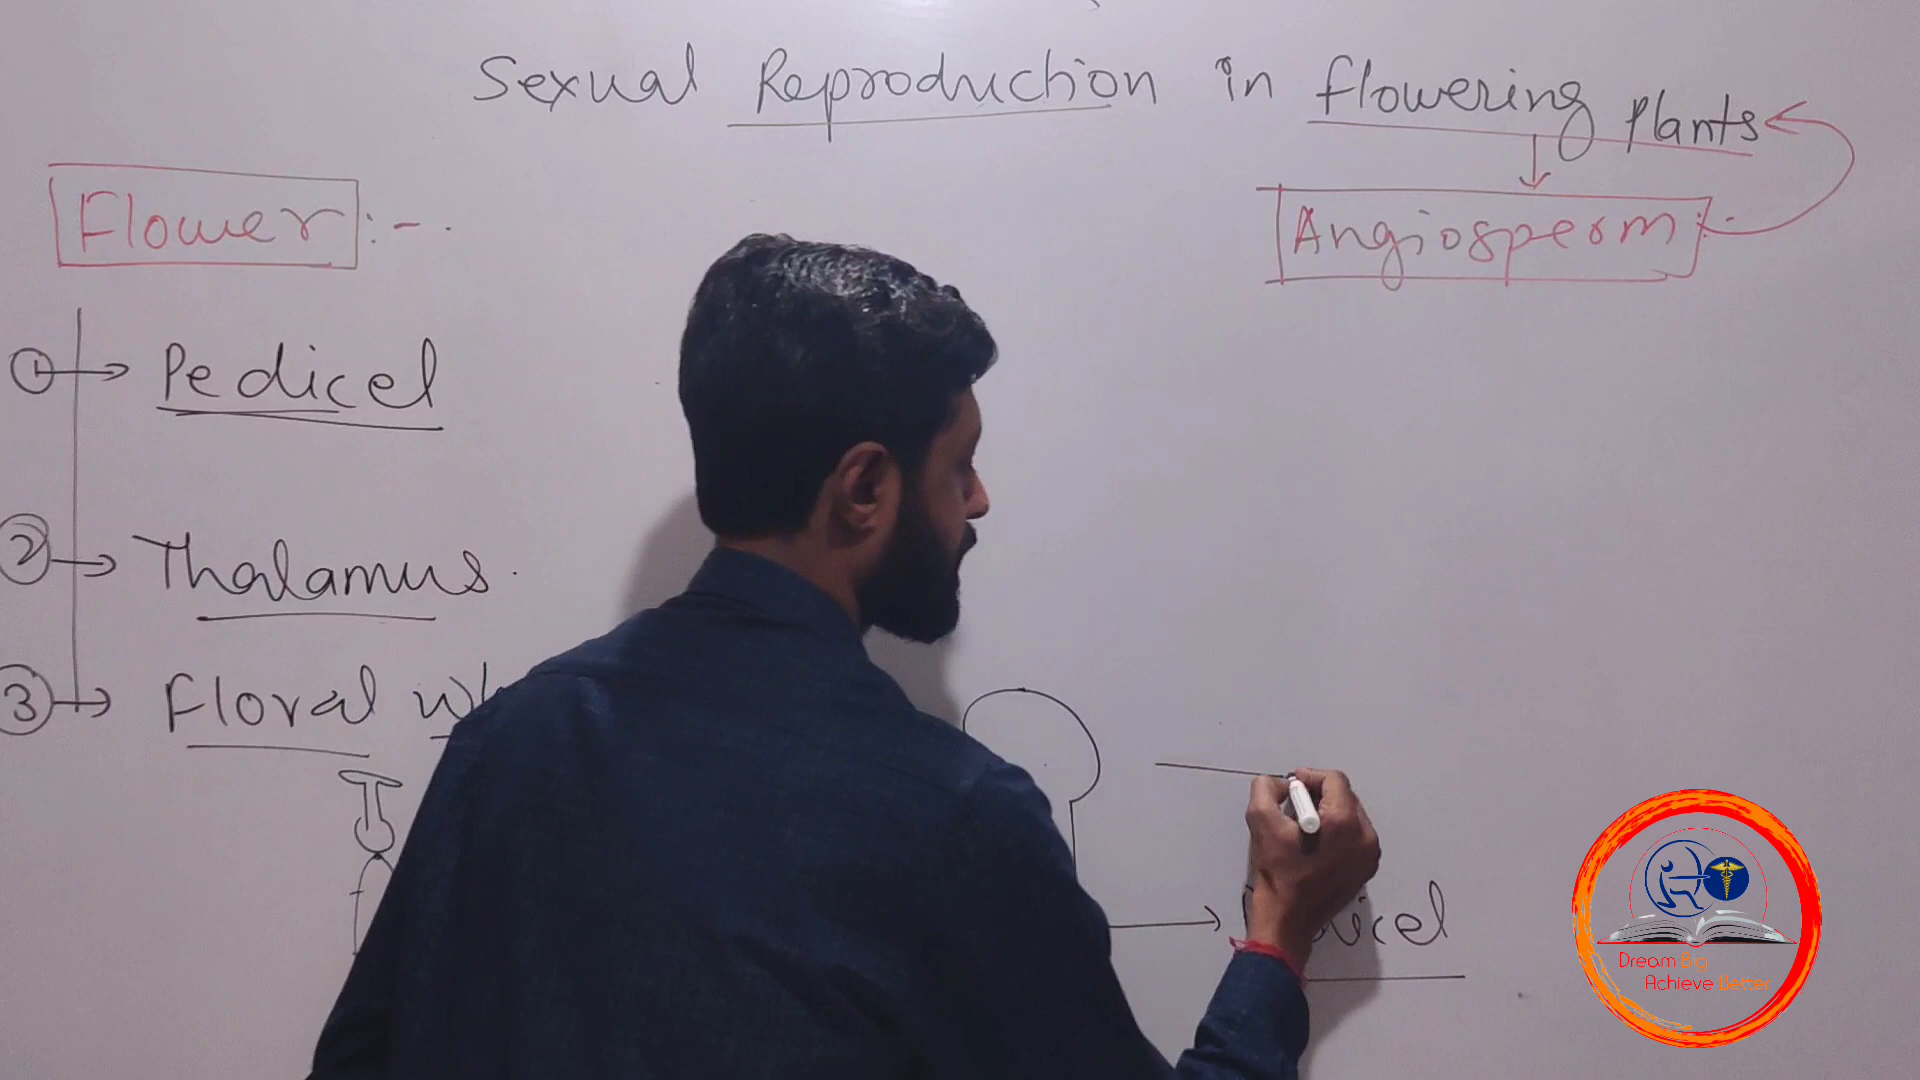 Sexual Reproduction in flowering Plants
Flower :-
Angiosperm :-
① → Pedicel
② → Thalamus.
③ → Floral
Dream Big
Achieve Better